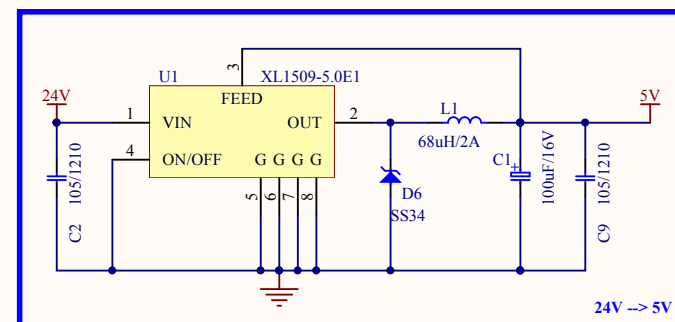 U1
XL1509-5.0E1
3
FEED
24V
5V
1
VIN
OUT
2
L1
68uH/2A
4
ON/OFF
G G G G
5
6
7
8
105/1210
C2
D6
SS34
C1
+
100uF/16V
105/1210
C9
24V --> 5V